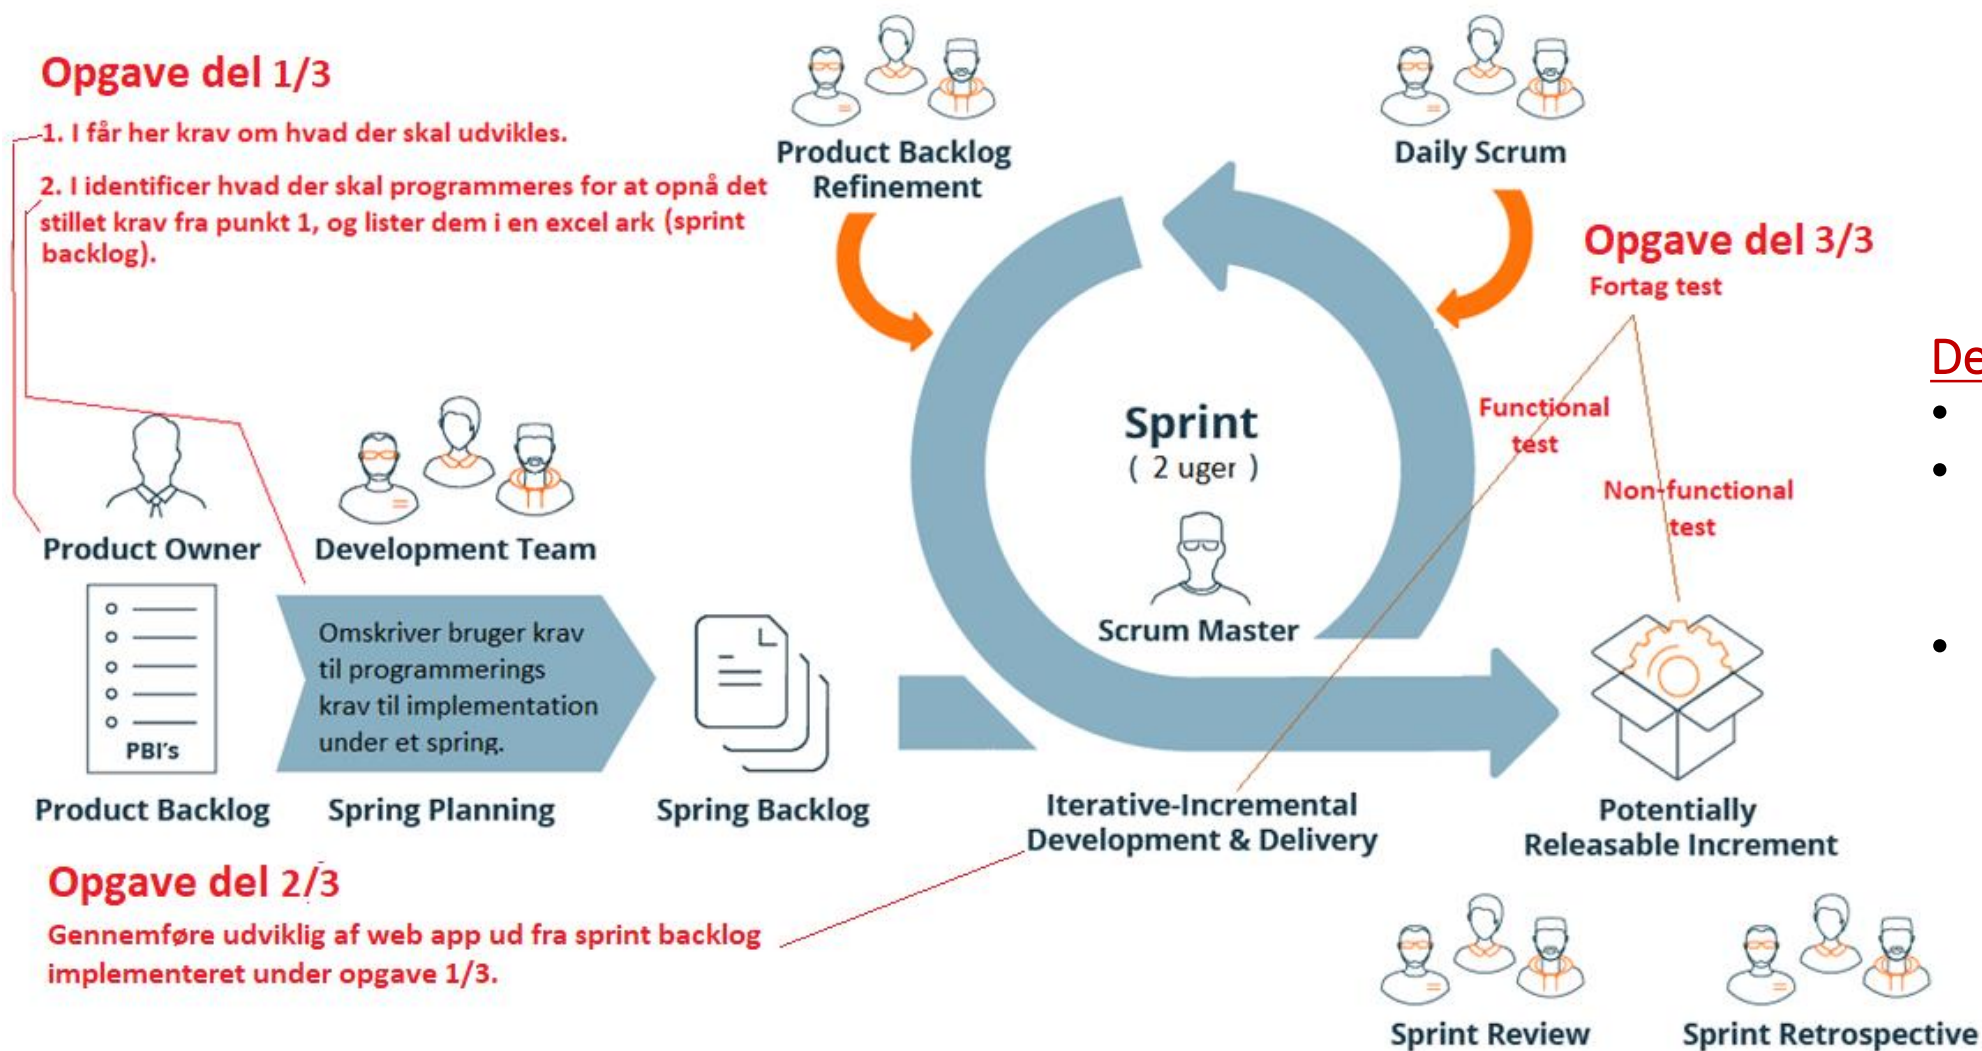 Opgave del 1/3
1. I får her krav om hvad der skal udvikles.
2. I identificer hvad der skal programmeres for at opnå det
stillet krav fra punkt 1, og lister dem i en excel ark (sprint
backlog).
Product Backlog
Refinement
Daily Scrum
Opgave del 3/3
Fortag test
De
Functional
test
Non-functional
test
Sprint
( 2 uger )
Scrum Master
Product Owner
Development Team
PBI's
Omskriver bruger krav
til programmerings
krav til implementation
under et spring.
Product Backlog
Spring Planning
Spring Backlog
Iterative-Incremental
Development & Delivery
Potentially
Releasable Increment
Opgave del 2/3
Gennemføre udviklig af web app ud fra sprint backlog
implementeret under opgave 1/3.
Sprint Review
Sprint Retrospective